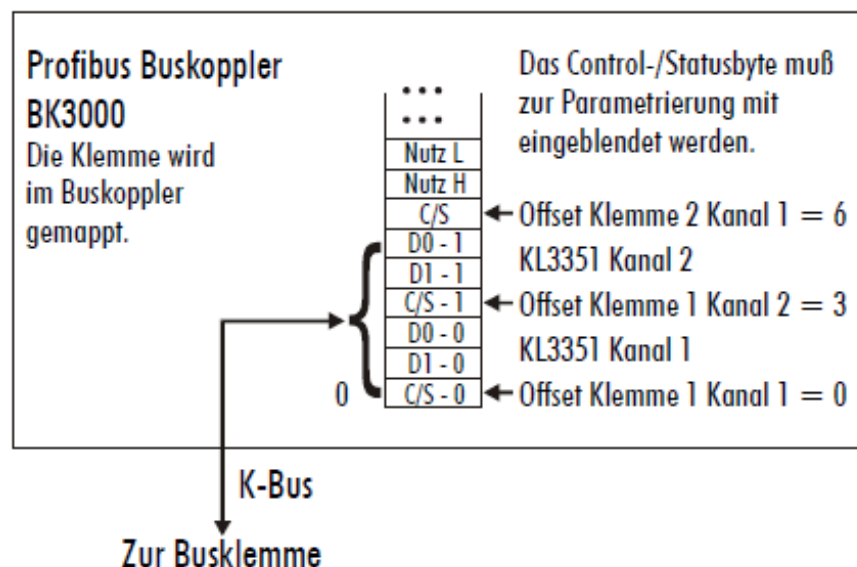 Profibus Buskoppler
BK3000
Die Klemme wird
im Buskoppler
gemappt.
Das Control-/Statusbyte muß
zur Parametrierung mit
eingeblendet werden.
•••
•••
Nutz L
Nutz H
C/S
D0 - 1
D1 - 1
C/S - 1
D0 - 0
D1 - 0
C/S - 0
0
Offset Klemme 2 Kanal 1 = 6
KL3351 Kanal 2
Offset Klemme 1 Kanal 2 = 3
KL3351 Kanal 1
Offset Klemme 1 Kanal 1 = 0
K-Bus
Zur Busklemme